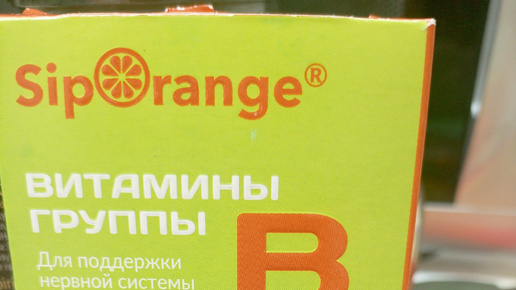 SipOrange®
ВИТАМИНЫ
ГРУППЫ
B
Для поддержки
нервной системы